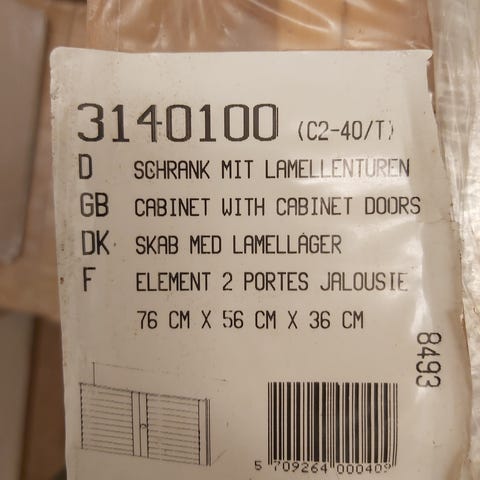 3140100 (C2-40/T)
D SCHRANK MIT LAMELLENTUREN
GB CABINET WITH CABINET DOORS
DK SKAB MED LAMELLÅGER
F ELEMENT 2 PORTES JALOUSIE
76 CM X 56 CM X 36 CM
8493
5 709264 000409